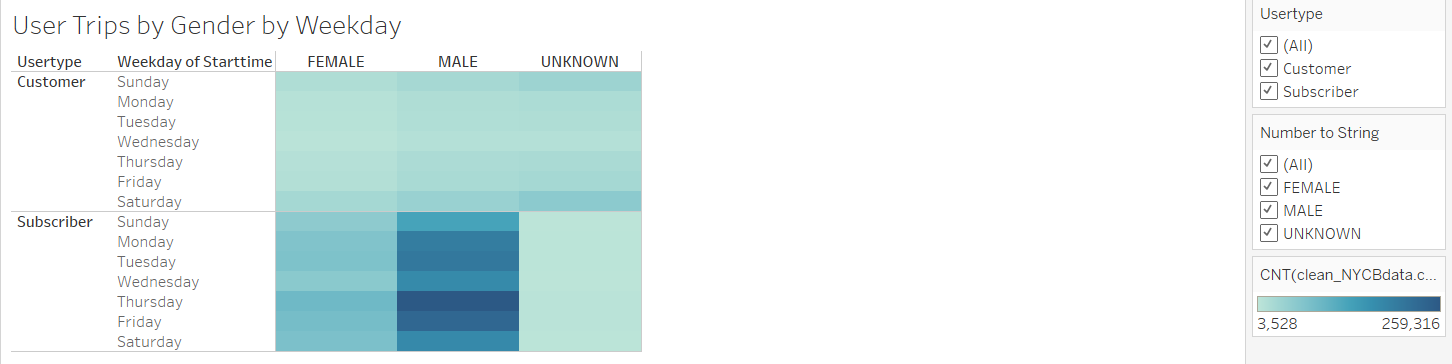 User Trips by Gender by Weekday
Usertype Weekday of Starttime FEMALE MALE UNKNOWN
Customer Sunday
Monday
Tuesday
Wednesday
Thursday
Friday
Saturday
Subscriber Sunday
Monday
Tuesday
Wednesday
Thursday
Friday
Saturday
Usertype
(All)
Customer
Subscriber
Number to String
(All)
FEMALE
MALE
UNKNOWN
CNT(clean_NYCBdata.c...
3,528 259,316